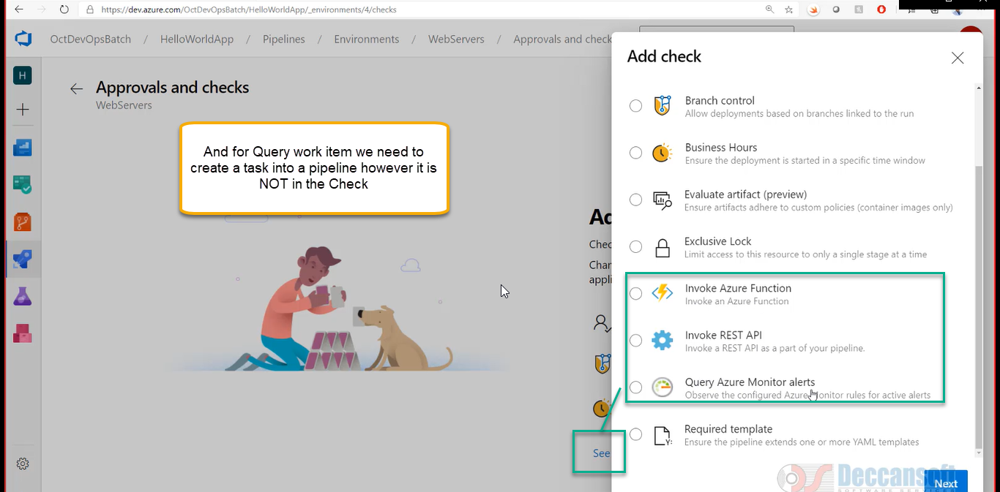 https://dev.azure.com/OctDevOpsBatch/HelloWorldApp/_environments/4/checks
OctDevOpsBatch / HelloWorldApp / Pipelines / Environments / WebServers / Approvals and check
H
Approvals and checks
WebServers
And for Query work item we need to
create a task into a pipeline however it is
NOT in the Check
Ad
Chec
Chan
appli
See
Add check
Branch control
Allow deployments based on branches linked to the run
Business Hours
Ensure the deployment is started in a specific time window
Evaluate artifact (preview)
Ensure artifacts adhere to custom policies (container images only)
Exclusive Lock
Limit access to this resource to only a single stage at a time
Invoke Azure Function
Invoke an Azure Function
Invoke REST API
Invoke a REST API as a part of your pipeline.
Query Azure Monitor alerts
Observe the configured Azure Monitor rules for active alerts
Required template
Ensure the pipeline extends one or more YAML templates
Deccansoft
SOFTWARE SERVICES
Next